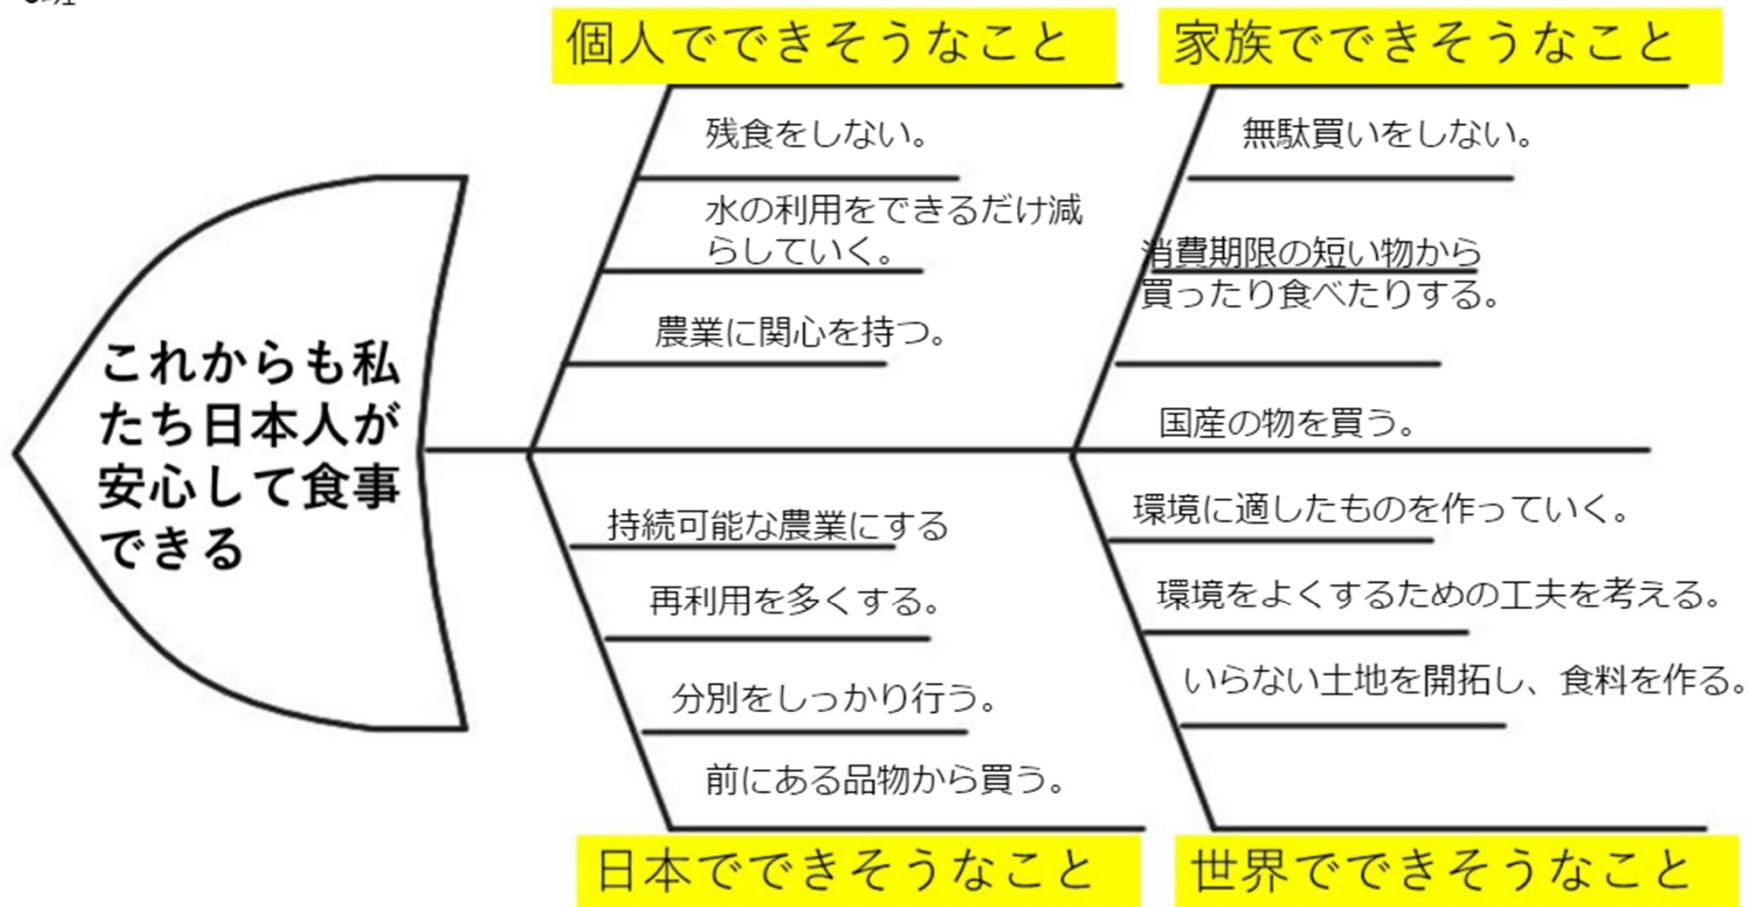 個人でできそうなこと
残食をしない。
水の利用をできるだけ減
らしていく。
農業に関心を持つ。
家族でできそうなこと
無駄買いをしない。
消費期限の短い物から
買ったり食べたりする。
国産の物を買う。
これからも私
たち日本人が
安心して食事
できる
持続可能な農業にする
再利用を多くする。
分別をしっかり行う。
前にある品物から買う。
日本でできそうなこと
環境に適したものを作っていく。
環境をよくするための工夫を考える。
いらない土地を開拓し、食料を作る。
世界でできそうなこと